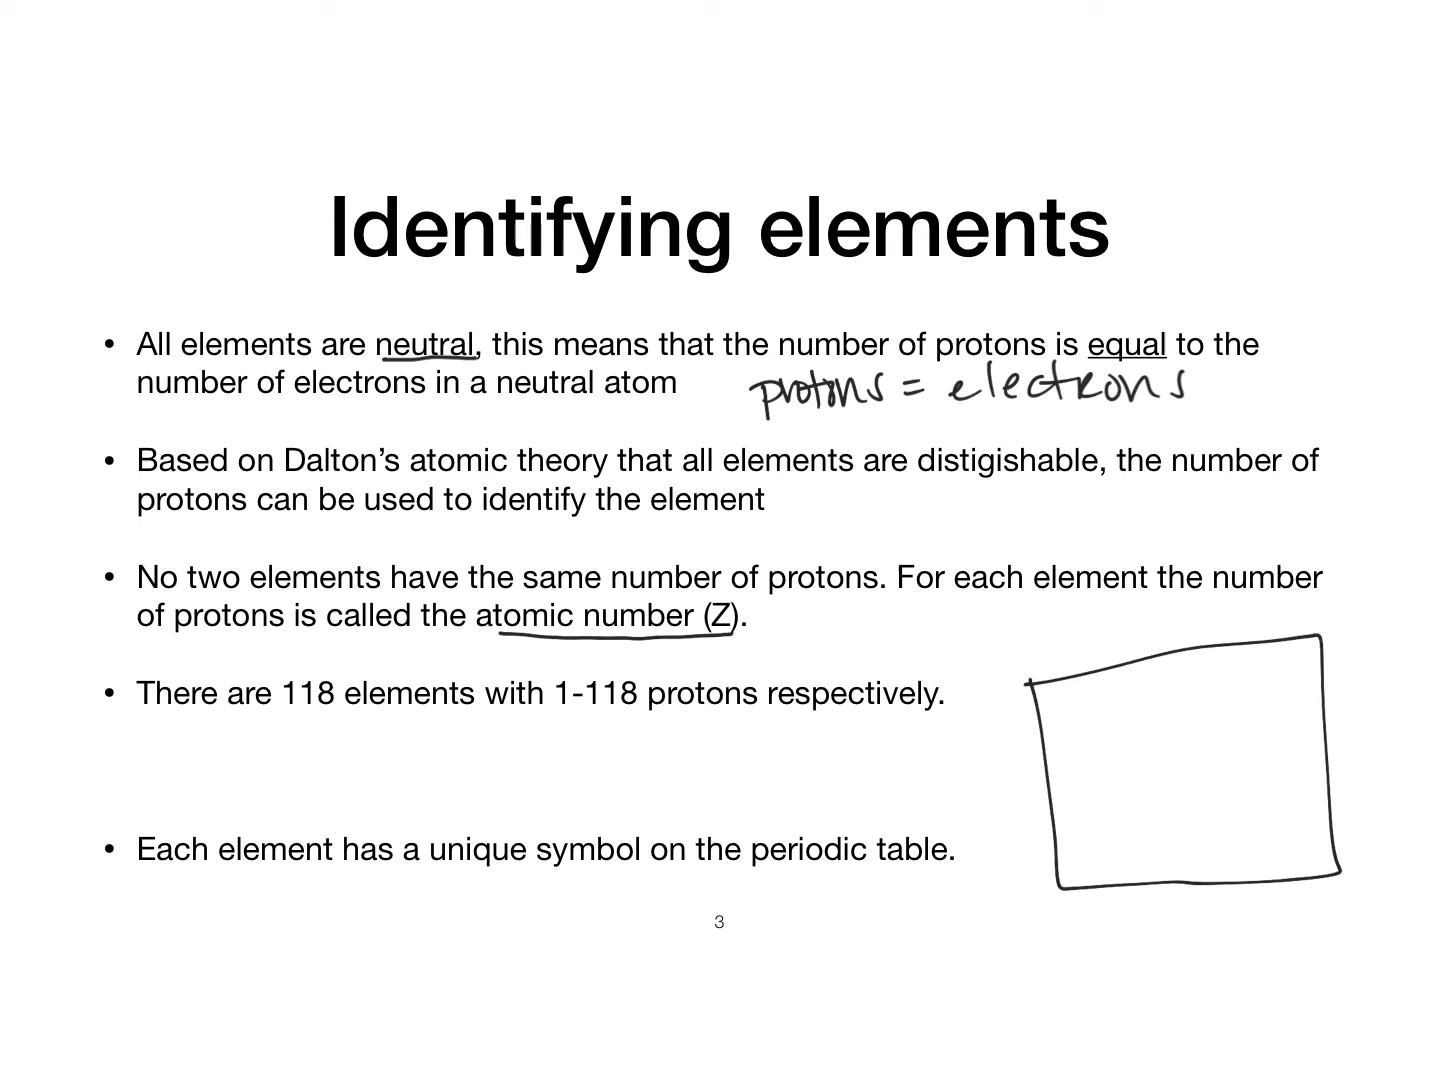 Identifying elements
• All elements are neutral, this means that the number of protons is equal to the
number of electrons in a neutral atom
protons = electrons
• Based on Dalton’s atomic theory that all elements are distigishable, the number of
protons can be used to identify the element
• No two elements have the same number of protons. For each element the number
of protons is called the atomic number (Z).
• There are 118 elements with 1-118 protons respectively.
• Each element has a unique symbol on the periodic table.
3